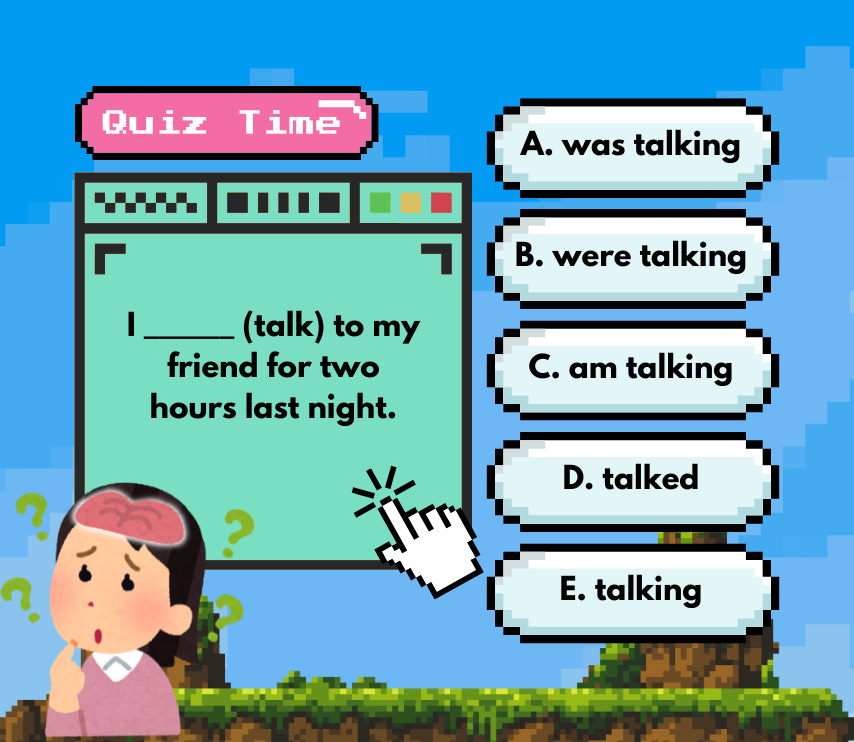 Quiz Time
I ______ (talk) to my
friend for two
hours last night.
A. was talking
B. were talking
C. am talking
D. talked
E. talking
? 
?
?
?